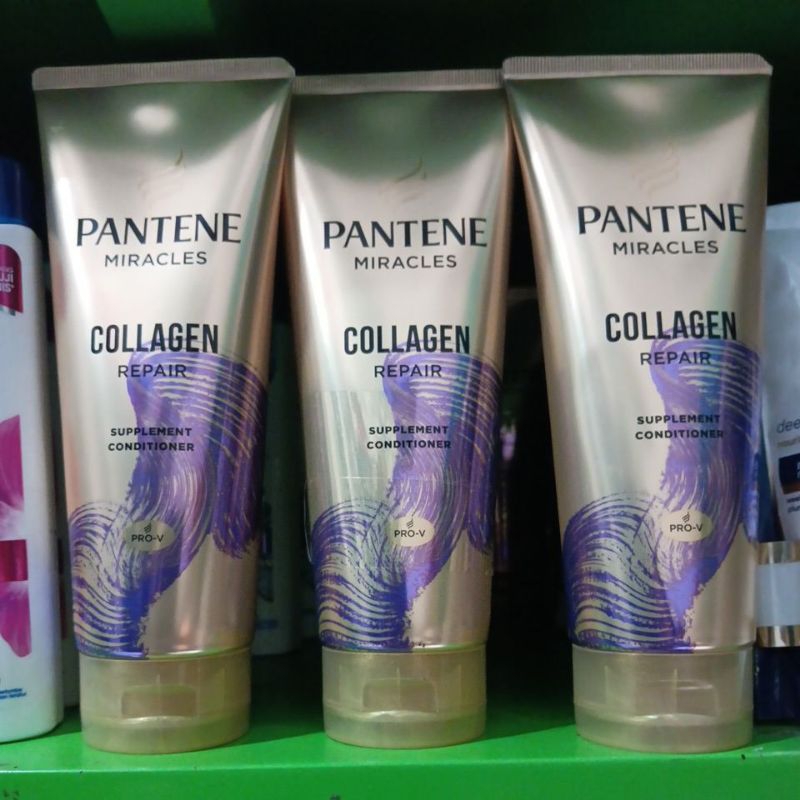 PANTENE
MIRACLES
COLLAGEN
REPAIR
SUPPLEMENT
CONDITIONER
PRO-V
PANTENE
MIRACLES
COLLAGEN
REPAIR
SUPPLEMENT
CONDITIONER
PRO-V
PANTENE
MIRACLES
COLLAGEN
REPAIR
SUPPLEMENT
CONDITIONER
PRO-V